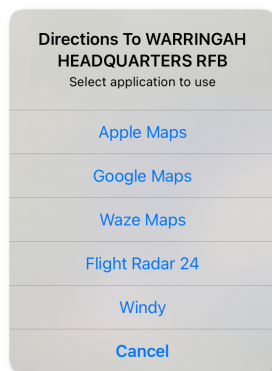 Directions To WARRINGAH
HEADQUARTERS RFB
Select application to use
Apple Maps
Google Maps
Waze Maps
Flight Radar 24
Windy
Cancel